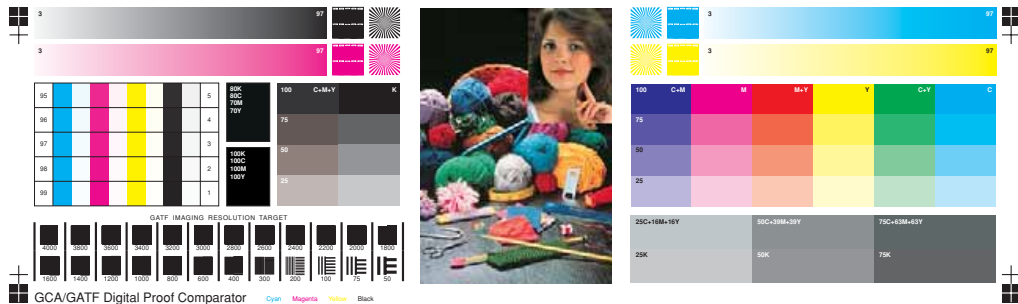 3 97
3 97
3 97
3 97
95 5
96 4
97 3
98 2
99 1
80K
80C
70M
70Y
100K
100C
100M
100Y
100 C+M+Y K
75
50
25
100 C+M M M+Y Y C+Y C
75
50
25
25C+16M+16Y 50C+39M+39Y 75C+63M+63Y
25K 50K 75K
GATF IMAGING RESOLUTION TARGET
4000 3800 3600 3400 3200 3000 2800 2600 2400 2200 2000 1800
1600 1400 1200 1000 800 600 400 300 200 100 75 50
GCA/GATF Digital Proof Comparator Cyan Magenta Yellow Black